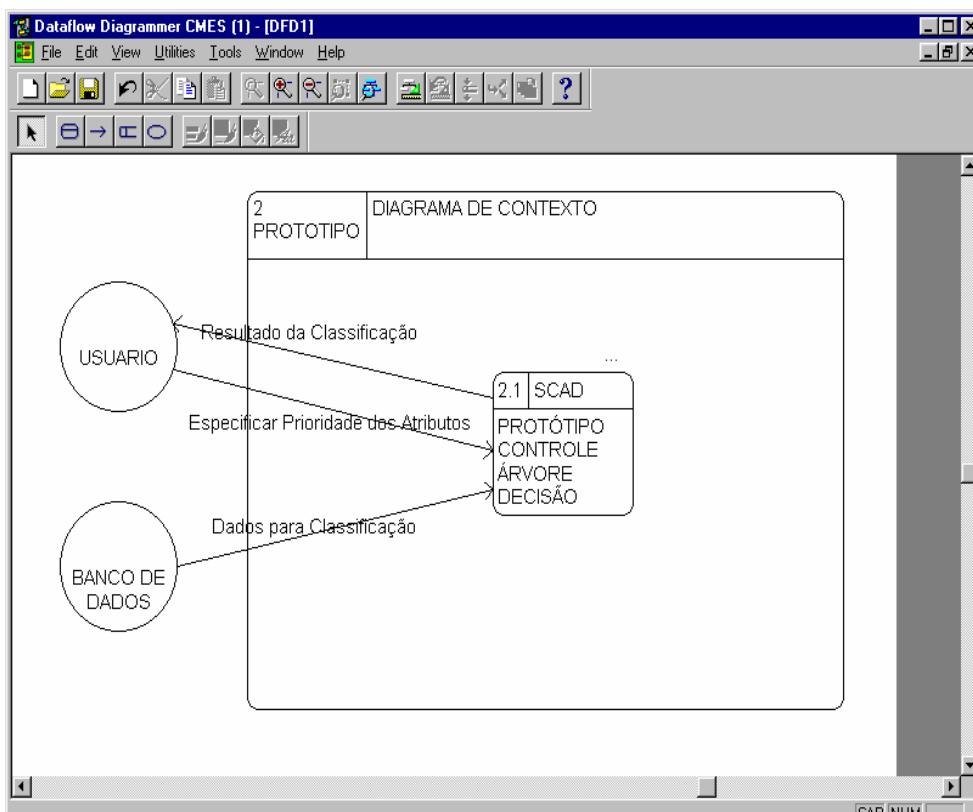 Dataflow Diagrammer CMES (1) - [DFD1]
File Edit View Utilities Tools Window Help
2
PROTOTIPO
DIAGRAMA DE CONTEXTO
Resultado da Classificação
USUARIO
...
2.1 SCAD
Especificar Prioridade dos Atributos
PROTÓTIPO
CONTROLE
ÁRVORE
DECISÃO
Dados para Classificação
BANCO DE
DADOS
CAP NUM